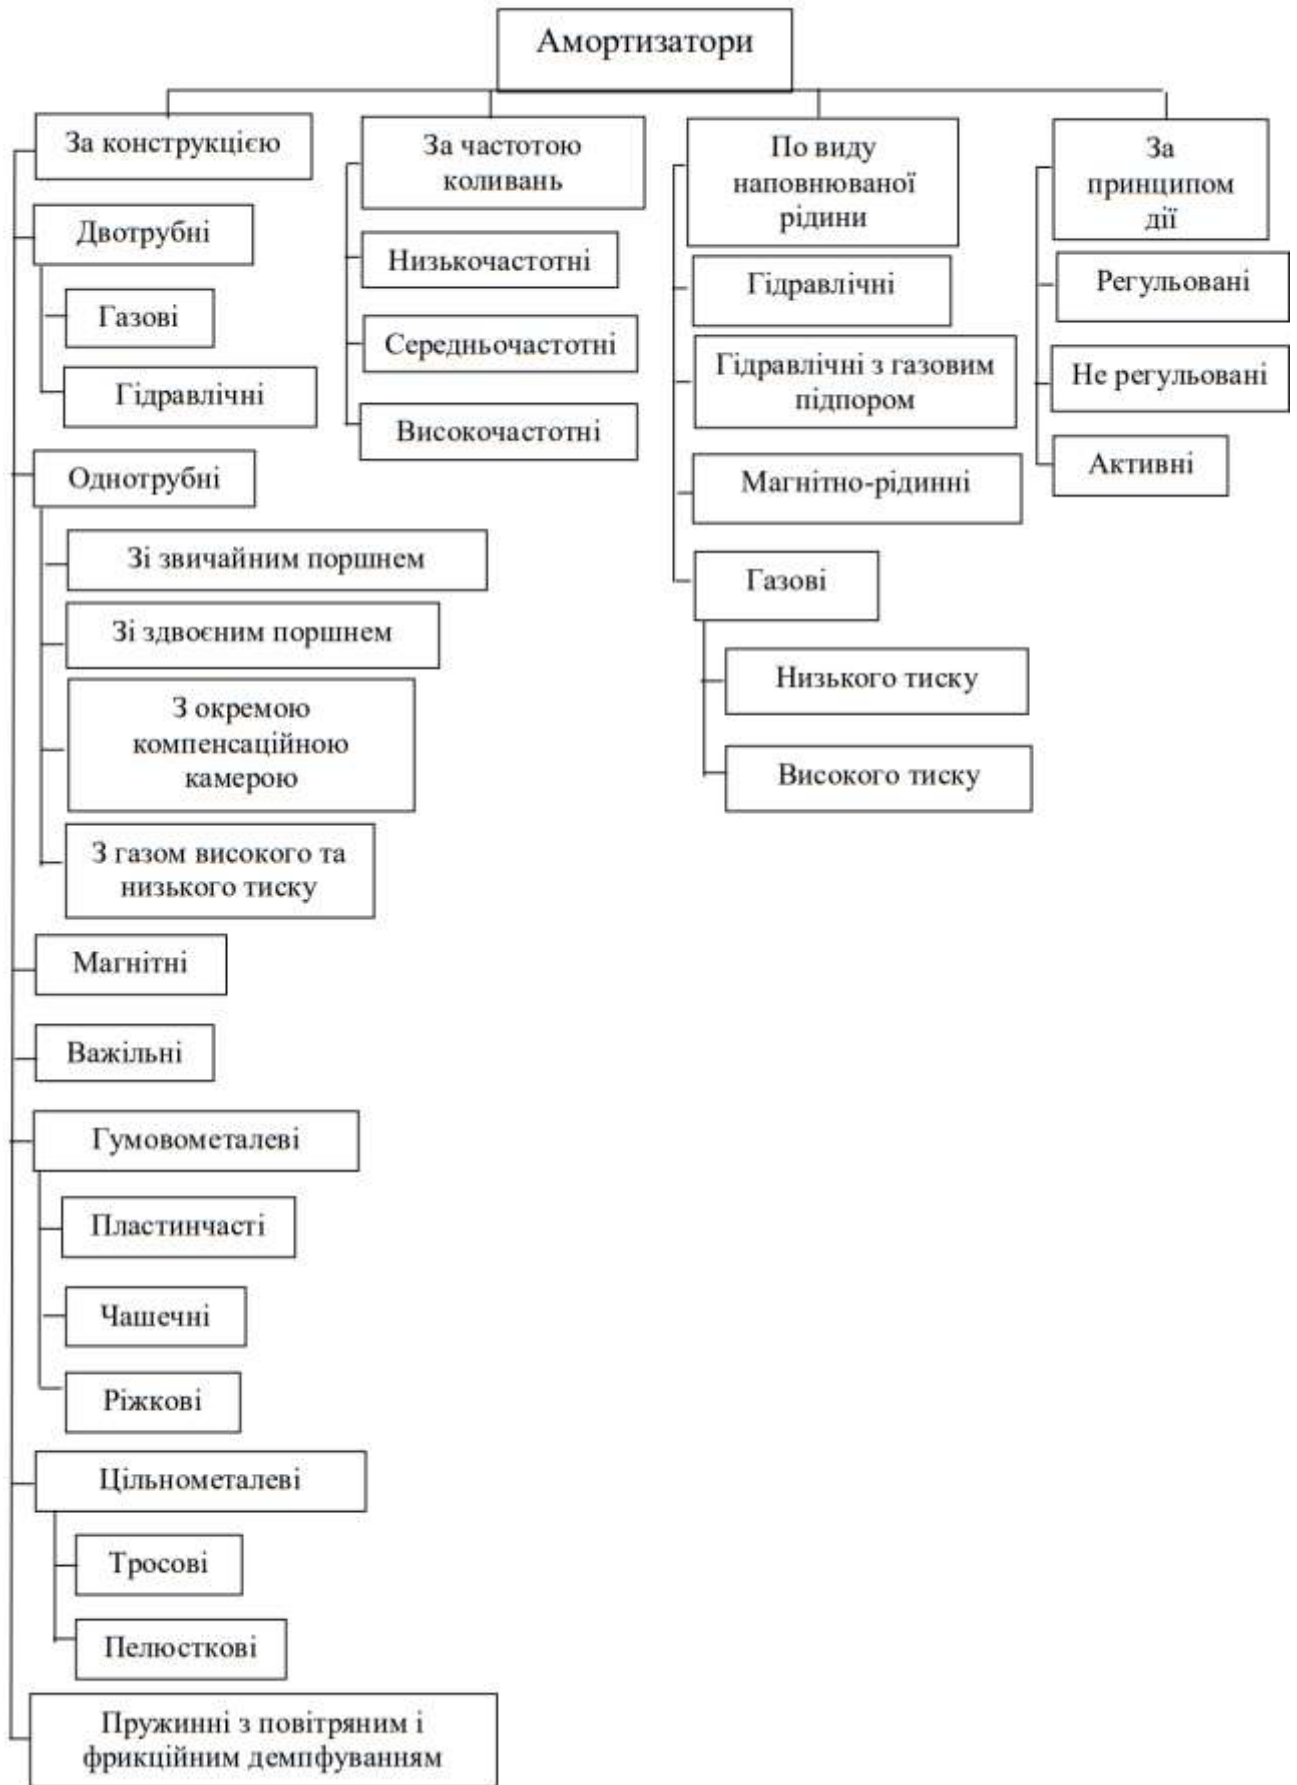 Амортизатори
За конструкцією
Двотрубні
Газові
Гідравлічні
Однотрубні
Зі звичайним поршнем
Зі здвоєним поршнем
З окремою
компенсаційною
камерою
З газом високого та
низького тиску
Магнітні
Важільні
Гумовометалеві
Пластинчасті
Чашечні
Ріжкові
Цільнометалеві
Тросові
Пелюсткові
Пружинні з повітряним і
фрикційним демпфуванням
За частотою
коливань
Низькочастотні
Середньочастотні
Високочастотні
По виду
наповнюваної
рідини
Гідравлічні
Гідравлічні з газовим
підпором
Магнітно-рідинні
Газові
Низького тиску
Високого тиску
За
принципом
дії
Регульовані
Не регульовані
Активні